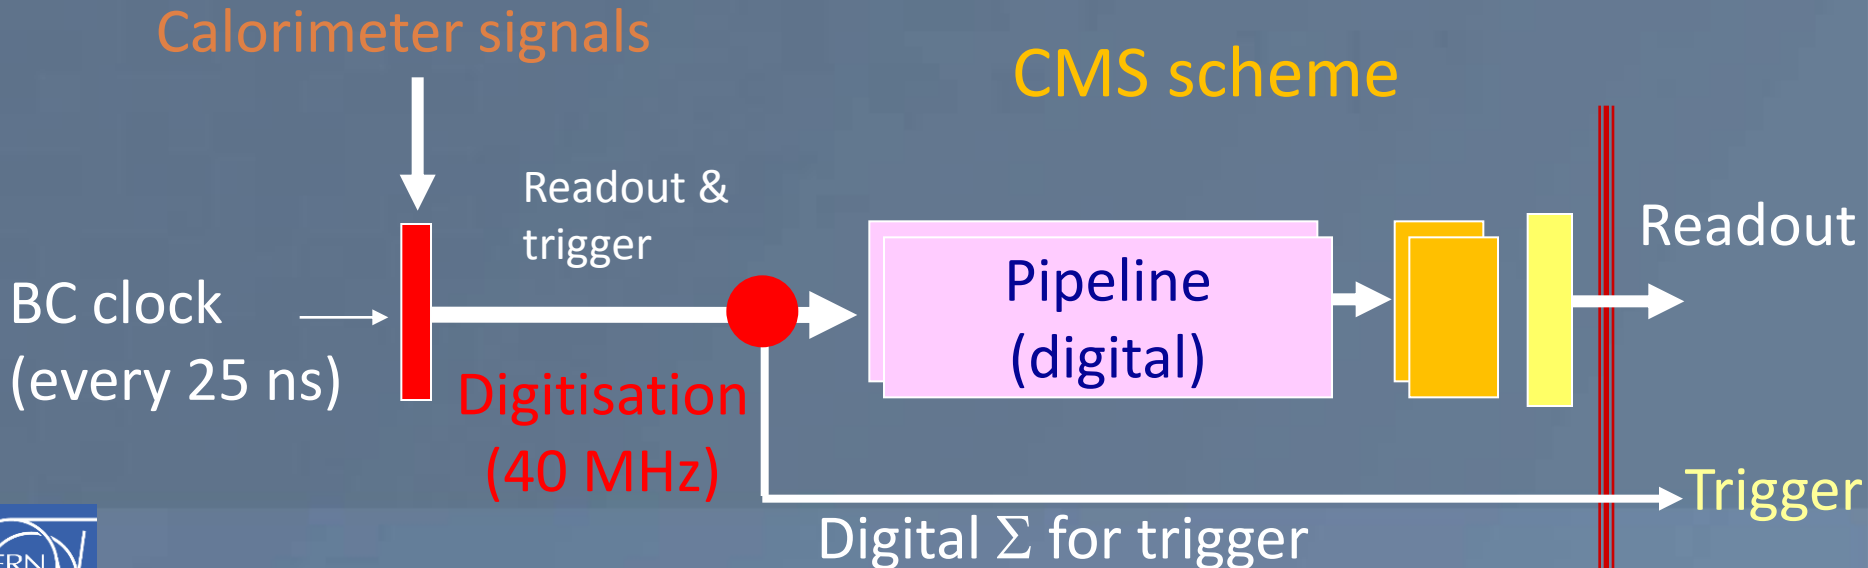 Calorimeter signals
CMS scheme
Readout &
trigger
Readout
BC clock
(every 25 ns)
Pipeline
(digital)
Digitisation
(40 MHz)
Trigger
Digital Σ for trigger
CERN